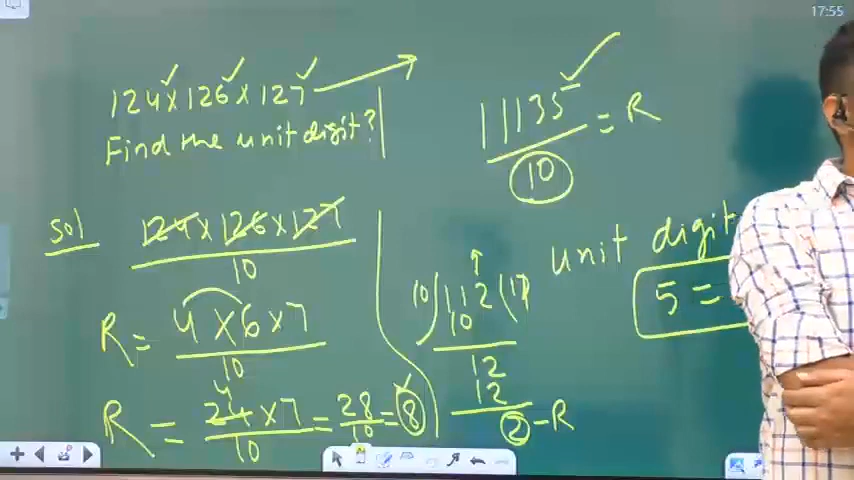 17:55
124 × 126 × 127
Find the unit digit?
Sol
124 × 126 × 127
10
R = 4 × 6 × 7
10
R = 24 × 7 = 28 = 8
4
10 10
11135 = R
10
unit digit
5 =
10) 112 (11
10
12
12
2 - R